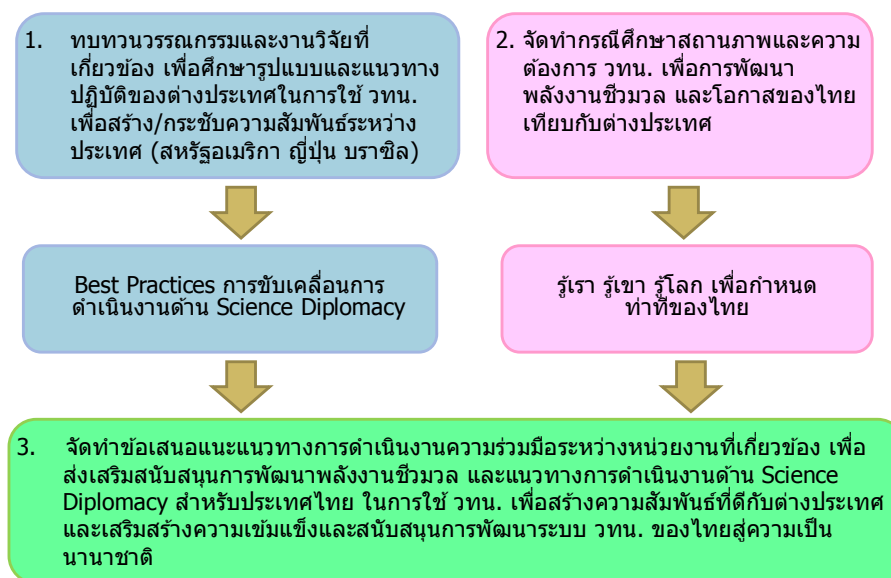 1. ทบทวนวรรณกรรมและงานวิจัยที่
เกี่ยวข้อง เพื่อศึกษารูปแบบและแนวทาง
ปฏิบัติของต่างประเทศในการใช้ วทน.
เพื่อสร้าง/กระชับความสัมพันธ์ระหว่าง
ประเทศ (สหรัฐอเมริกา ญี่ปุ่น บราซิล)
2. จัดทำกรณีศึกษาสถานภาพและความ
ต้องการ วทน. เพื่อการพัฒนา
พลังงานชีวมวล และโอกาสของไทย
เทียบกับต่างประเทศ
Best Practices การขับเคลื่อนการ
ดำเนินงานด้าน Science Diplomacy
รู้เรา รู้เขา รู้โลก เพื่อกำหนด
ท่าทีของไทย
3. จัดทำข้อเสนอแนะแนวทางการดำเนินงานความร่วมมือระหว่างหน่วยงานที่เกี่ยวข้อง เพื่อ
ส่งเสริมสนับสนุนการพัฒนาพลังงานชีวมวล และแนวทางการดำเนินงานด้าน Science
Diplomacy สำหรับประเทศไทย ในการใช้ วทน. เพื่อสร้างความสัมพันธ์ที่ดีกับต่างประเทศ
และเสริมสร้างความเข้มแข็งและสนับสนุนการพัฒนาระบบ วทน. ของไทยสู่ความเป็น
นานาชาติ